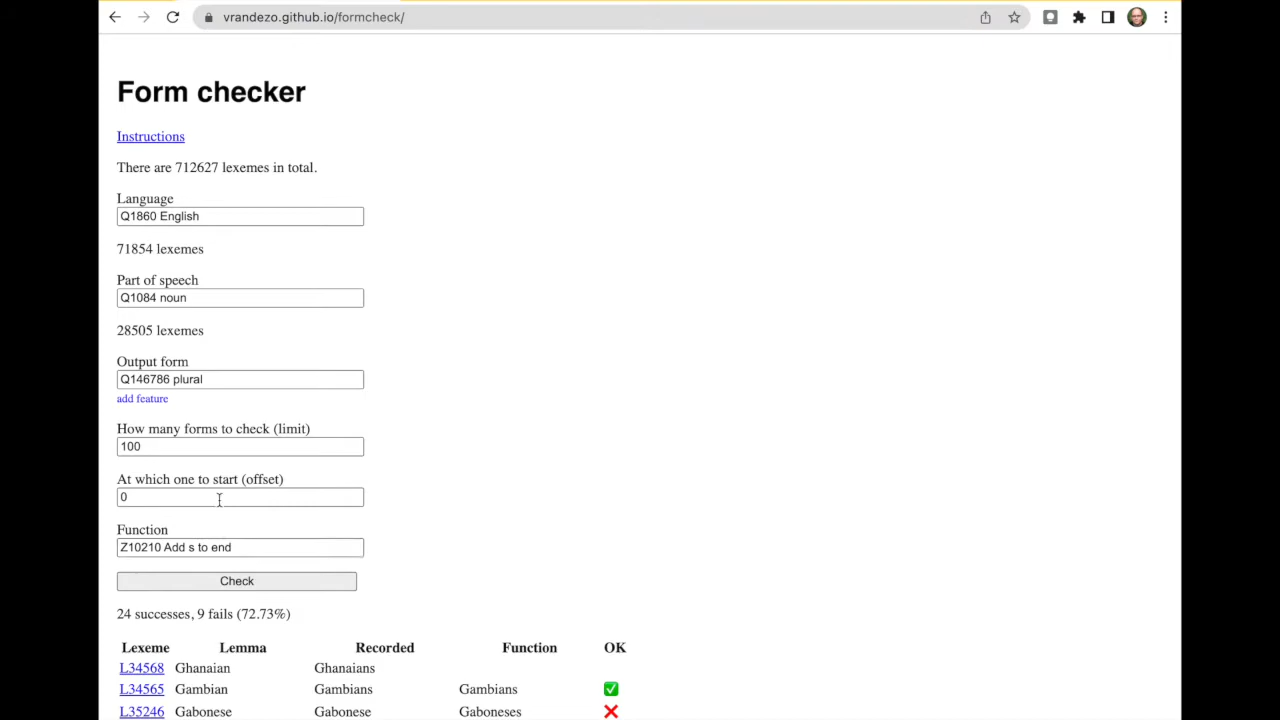 vrandezo.github.io/formcheck/
Form checker
Instructions
There are 712627 lexemes in total.
Language
Q1860 English
71854 lexemes
Part of speech
Q1084 noun
28505 lexemes
Output form
Q146786 plural
add feature
How many forms to check (limit)
100
At which one to start (offset)
0
Function
Z10210 Add s to end
Check
24 successes, 9 fails (72.73%)
Lexeme Lemma Recorded Function OK
L34568 Ghanaian Ghanaians
L34565 Gambian Gambians Gambians
L35246 Gabonese Gabonese Gaboneses